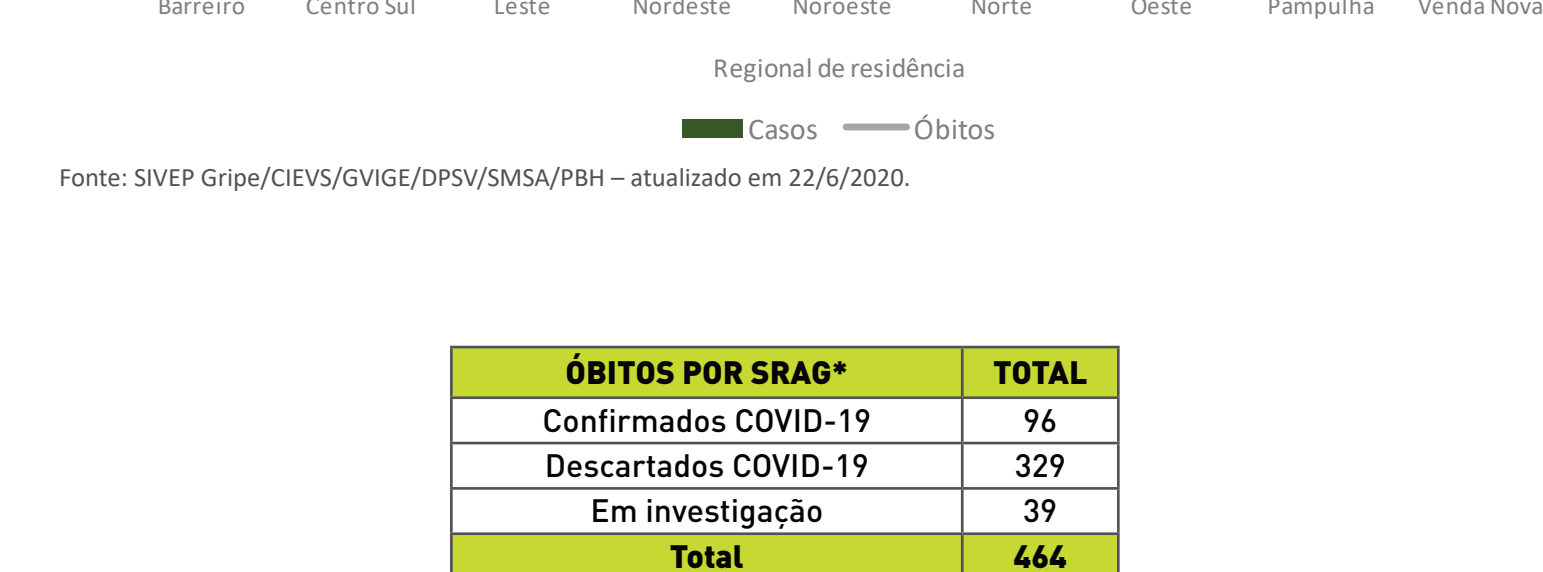 Barreiro Centro Sul Leste Nordeste Noroeste Norte Oeste Pampulha Venda Nova
Regional de residência
Casos Óbitos
Fonte: SIVEP Gripe/CIEVS/GVIGE/DPSV/SMSA/PBH – atualizado em 22/6/2020.
ÓBITOS POR SRAG* TOTAL
Confirmados COVID-19 96
Descartados COVID-19 329
Em investigação 39
Total 464